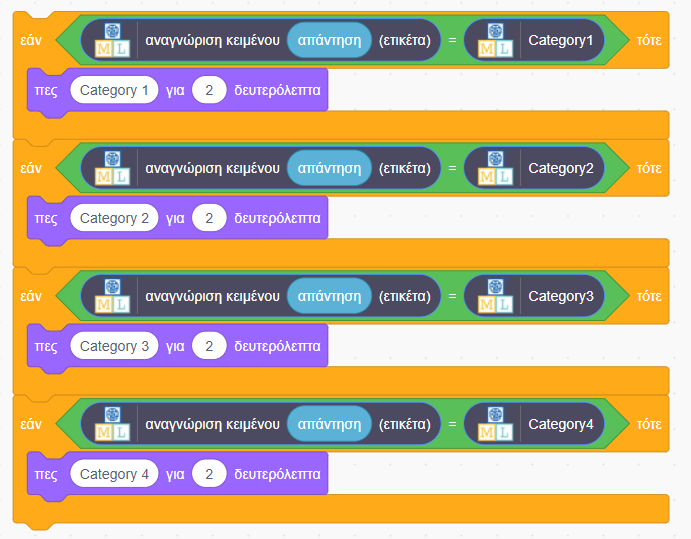 εάν ML αναγνώριση κειμένου απάντηση (ετικέτα) = ML Category1 τότε
πες Category 1 για 2 δευτερόλεπτα
εάν ML αναγνώριση κειμένου απάντηση (ετικέτα) = ML Category2 τότε
πες Category 2 για 2 δευτερόλεπτα
εάν ML αναγνώριση κειμένου απάντηση (ετικέτα) = ML Category3 τότε
πες Category 3 για 2 δευτερόλεπτα
εάν ML αναγνώριση κειμένου απάντηση (ετικέτα) = ML Category4 τότε
πες Category 4 για 2 δευτερόλεπτα